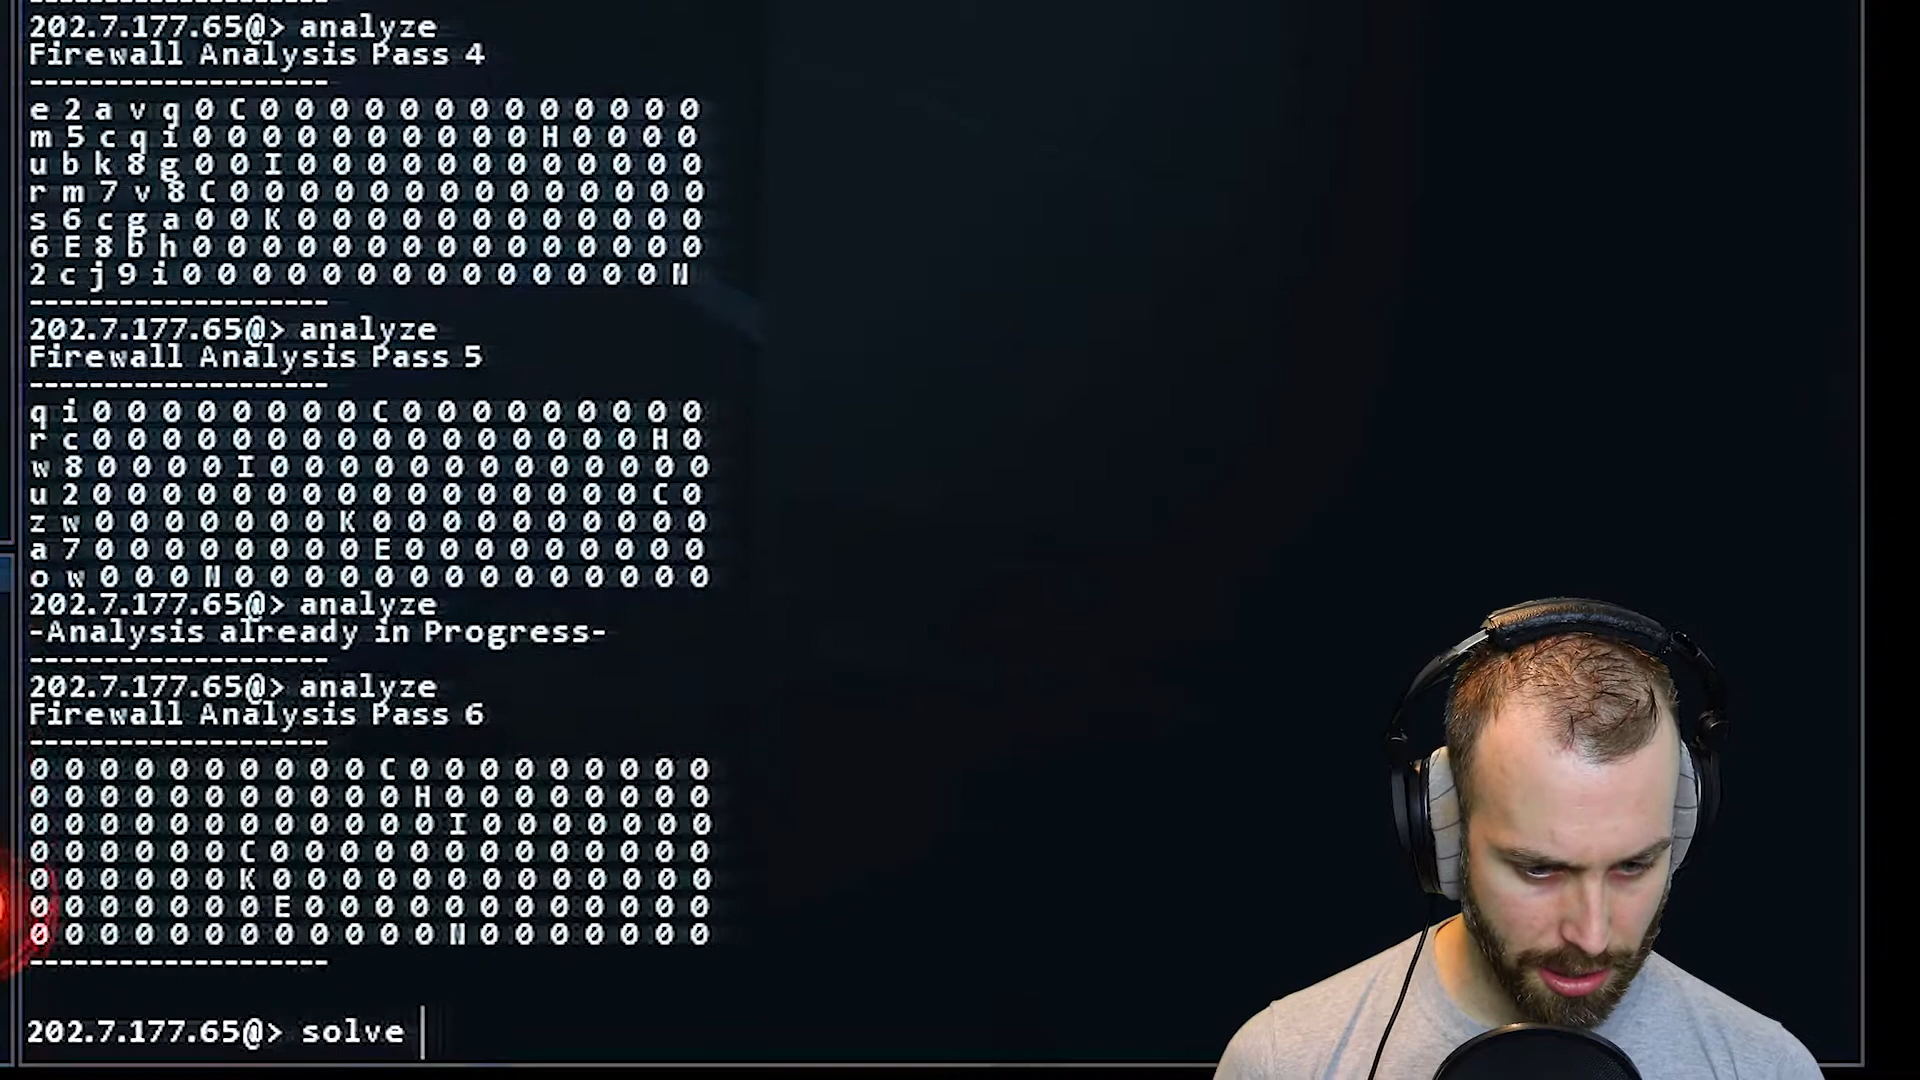 --------------------
202.7.177.65@> analyze
Firewall Analysis Pass 4
--------------------
e 2 a v q 0 C 0 0 0 0 0 0 0 0 0 0 0 0 0
m 5 c q i 0 0 0 0 0 0 0 0 0 0 H 0 0 0 0
u b k 8 g 0 0 I 0 0 0 0 0 0 0 0 0 0 0 0
r m 7 v 8 C 0 0 0 0 0 0 0 0 0 0 0 0 0 0
s 6 c g a 0 0 K 0 0 0 0 0 0 0 0 0 0 0 0
6 E 8 b h 0 0 0 0 0 0 0 0 0 0 0 0 0 0 0
2 c j 9 i 0 0 0 0 0 0 0 0 0 0 0 0 0 0 N
--------------------
202.7.177.65@> analyze
Firewall Analysis Pass 5
--------------------
q i 0 0 0 0 0 0 0 0 C 0 0 0 0 0 0 0 0 0
r c 0 0 0 0 0 0 0 0 0 0 0 0 0 0 0 0 H 0
w 8 0 0 0 0 I 0 0 0 0 0 0 0 0 0 0 0 0 0
u 2 0 0 0 0 0 0 0 0 0 0 0 0 0 0 0 0 C 0
z w 0 0 0 0 0 0 0 K 0 0 0 0 0 0 0 0 0 0
a 7 0 0 0 0 0 0 0 0 E 0 0 0 0 0 0 0 0 0
o w 0 0 0 N 0 0 0 0 0 0 0 0 0 0 0 0 0 0
202.7.177.65@> analyze
-Analysis already in Progress-
--------------------
202.7.177.65@> analyze
Firewall Analysis Pass 6
--------------------
0 0 0 0 0 0 0 0 0 0 C 0 0 0 0 0 0 0 0 0
0 0 0 0 0 0 0 0 0 0 0 H 0 0 0 0 0 0 0 0
0 0 0 0 0 0 0 0 0 0 0 0 I 0 0 0 0 0 0 0
0 0 0 0 0 0 C 0 0 0 0 0 0 0 0 0 0 0 0 0
0 0 0 0 0 0 K 0 0 0 0 0 0 0 0 0 0 0 0 0
0 0 0 0 0 0 0 E 0 0 0 0 0 0 0 0 0 0 0 0
0 0 0 0 0 0 0 0 0 0 0 0 N 0 0 0 0 0 0 0
--------------------
202.7.177.65@> solve